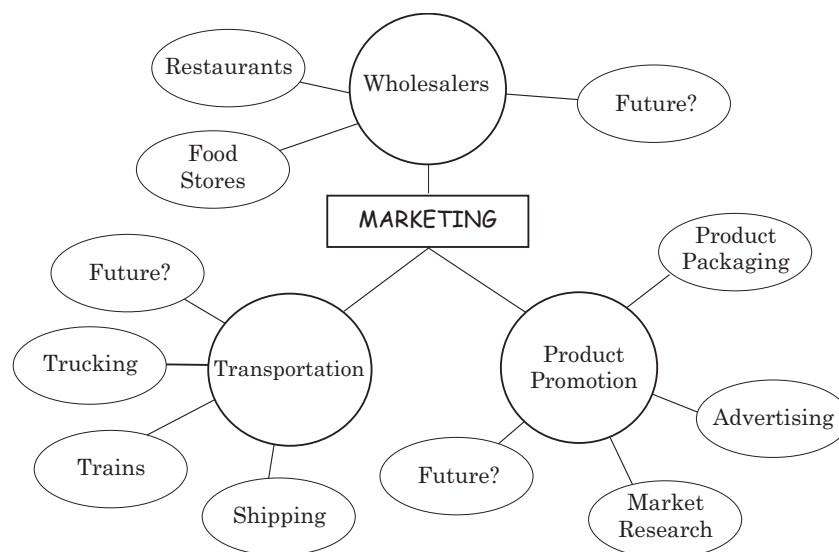 Restaurants
Wholesalers
Future?
Food
Stores
MARKETING
Future?
Trucking
Transportation
Trains
Shipping
Product
Packaging
Product
Promotion
Advertising
Future?
Market
Research